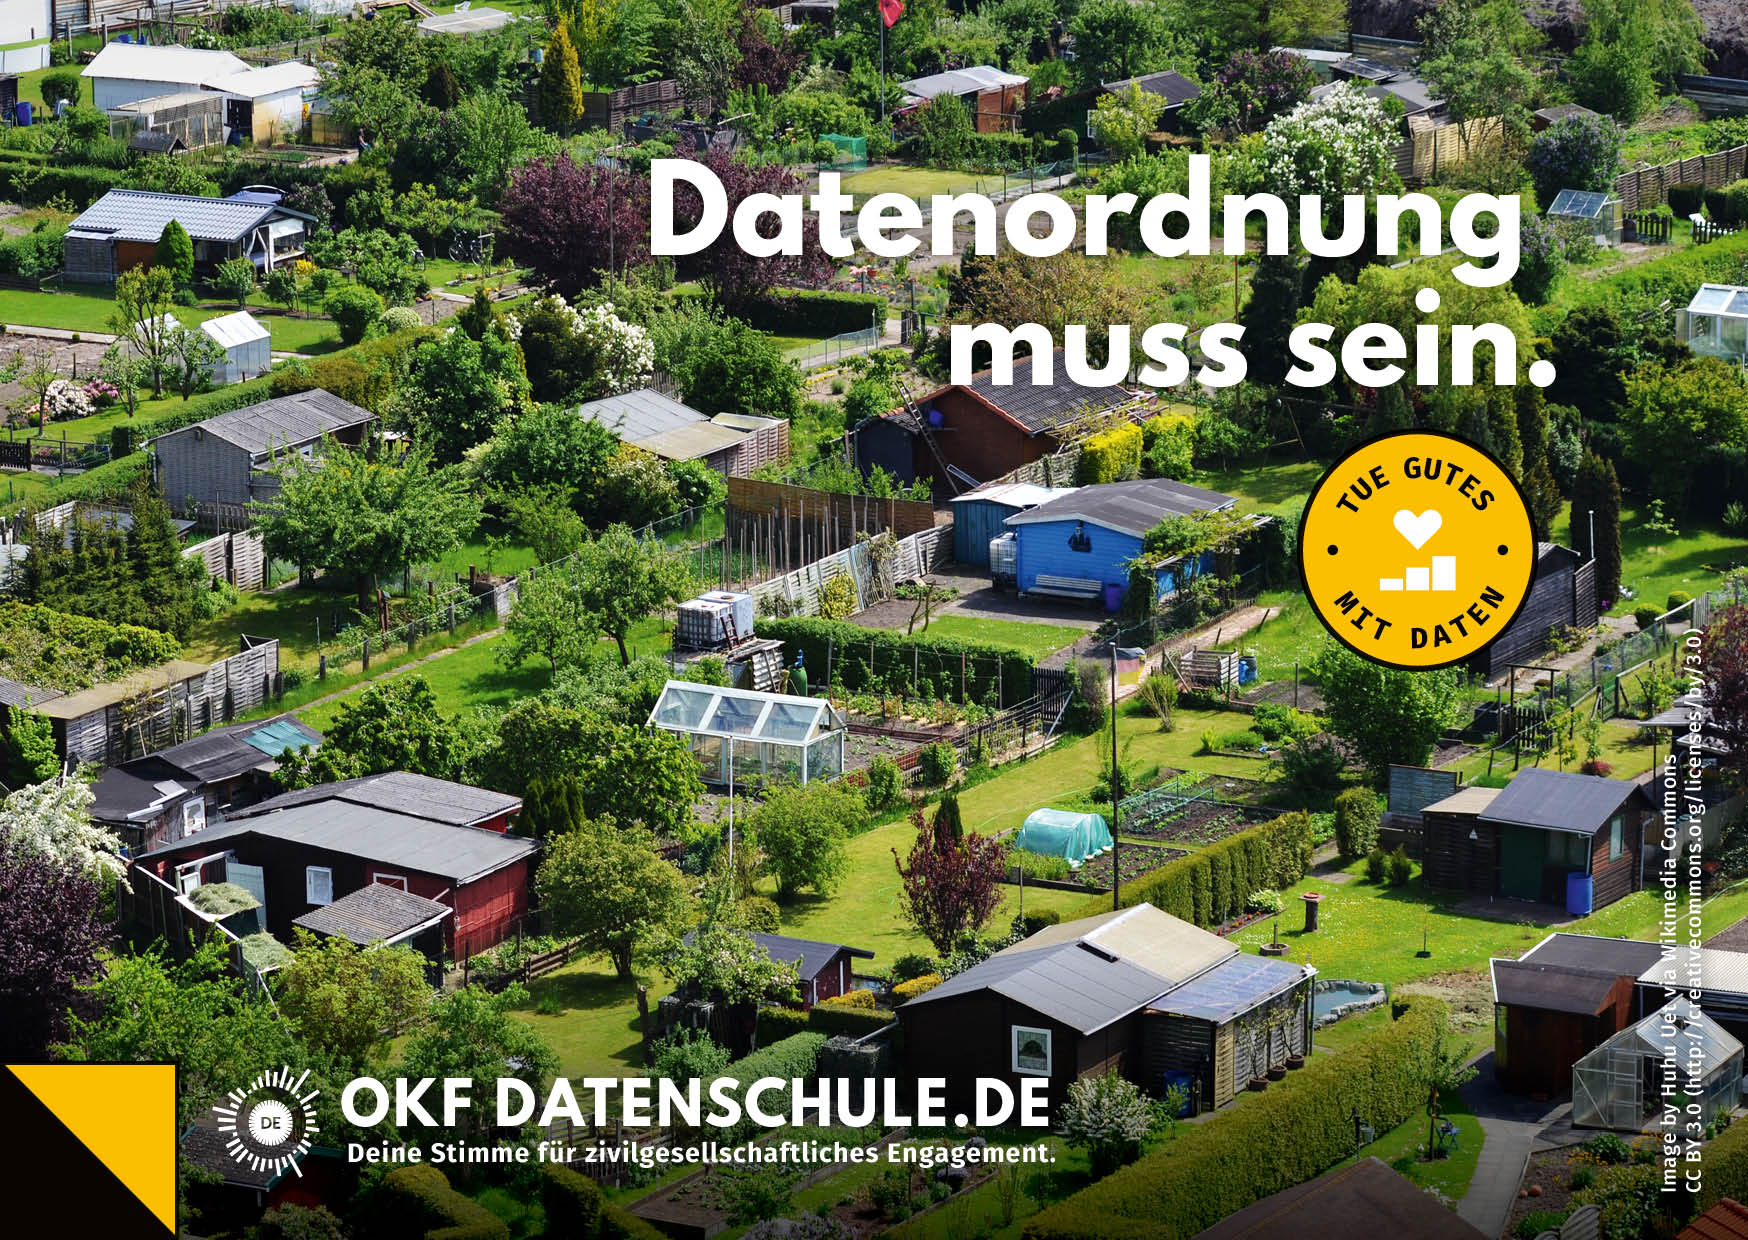 Datenordnung
muss sein.
TUE GUTES
MIT DATEN
DE
OKF DATENSCHULE.DE
Deine Stimme für zivilgesellschaftliches Engagement.
Image by Huhu Uet, via Wikimedia Commons
CC BY 3.0 (http://creativecommons.org/licenses/by/3.0)